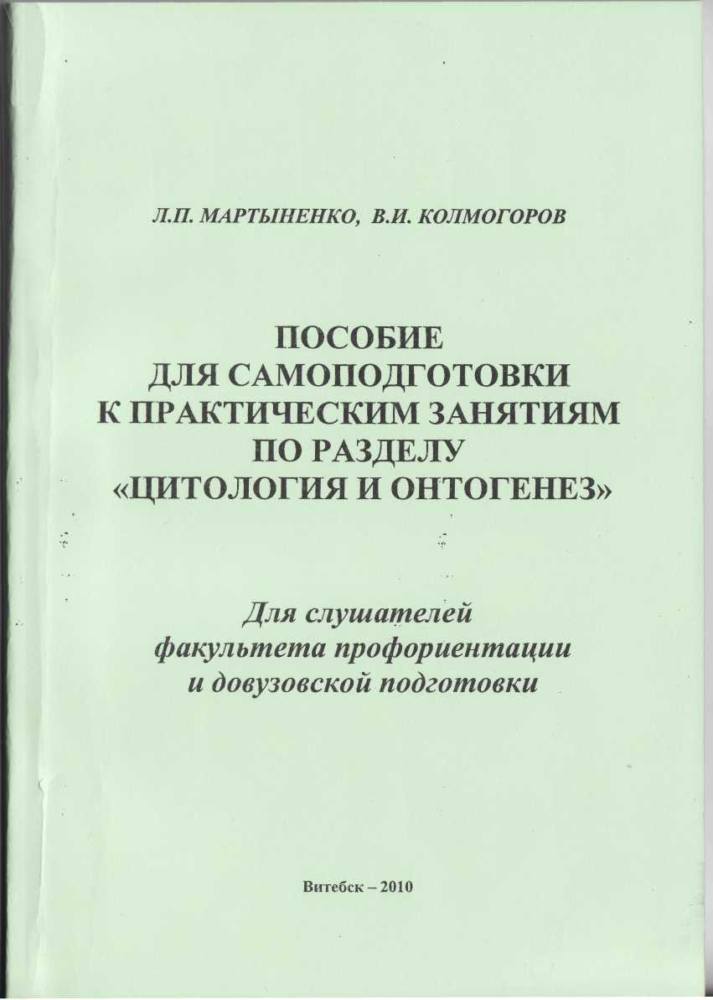 Л.П. МАРТЫНЕНКО, В.И. КОЛМОГОРОВ
ПОСОБИЕ
ДЛЯ САМОПОДГОТОВКИ
К ПРАКТИЧЕСКИМ ЗАНЯТИЯМ
ПО РАЗДЕЛУ
«ЦИТОЛОГИЯ И ОНТОГЕНЕЗ»
Для слушателей
факультета профориентации
и довузовской подготовки
Витебск – 2010